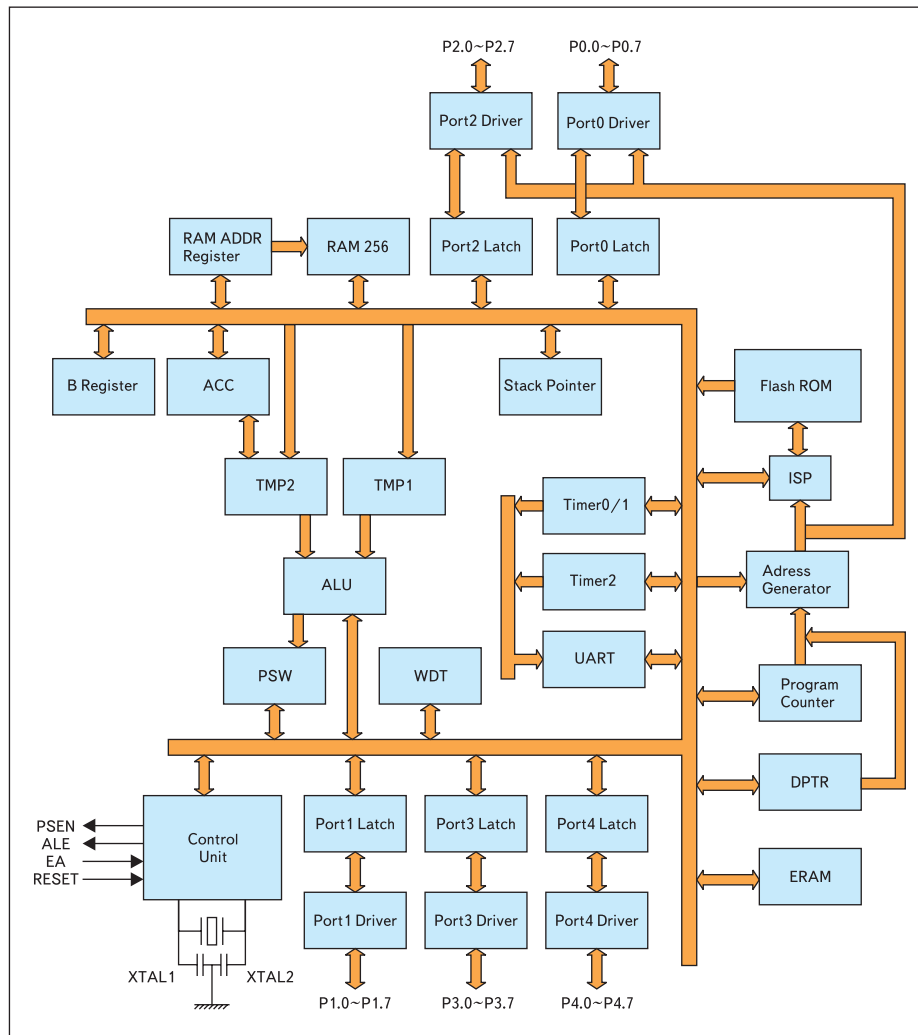 P2.0~P2.7
P0.0~P0.7
Port2 Driver
Port0 Driver
RAM ADDR
Register
RAM 256
Port2 Latch
Port0 Latch
B Register
ACC
Stack Pointer
Flash ROM
TMP2
TMP1
ISP
Timer0/1
ALU
Timer2
Adress
Generator
PSW
WDT
UART
Program
Counter
DPTR
PSEN
ALE
EA
RESET
Control
Unit
Port1 Latch
Port3 Latch
Port4 Latch
ERAM
Port1 Driver
Port3 Driver
Port4 Driver
XTAL1
XTAL2
P1.0~P1.7
P3.0~P3.7
P4.0~P4.7